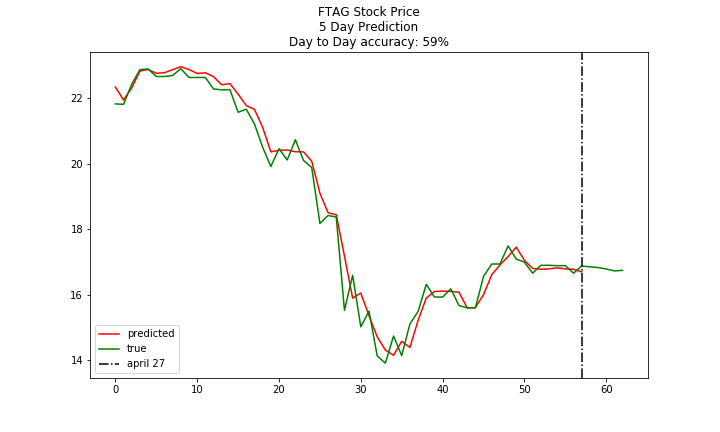 FTAG Stock Price
5 Day Prediction
Day to Day accuracy: 59%
22
20
18
16
14
predicted
true
april 27
0
10
20
30
40
50
60